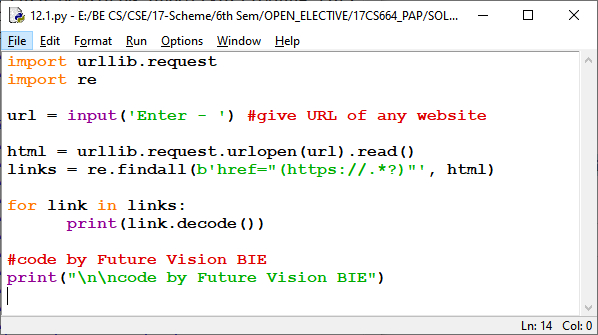 12.1.py - E:/BE CS/CSE/17-Scheme/6th Sem/OPEN_ELECTIVE/17CS664_PAP/SOL...
File Edit Format Run Options Window Help
import urllib.request
import re
url = input('Enter - ') #give URL of any website
html = urllib.request.urlopen(url).read()
links = re.findall(b'href="(https://.*?)"', html)
for link in links:
      print(link.decode())
#code by Future Vision BIE
print("\n\ncode by Future Vision BIE")
Ln: 14 Col: 0